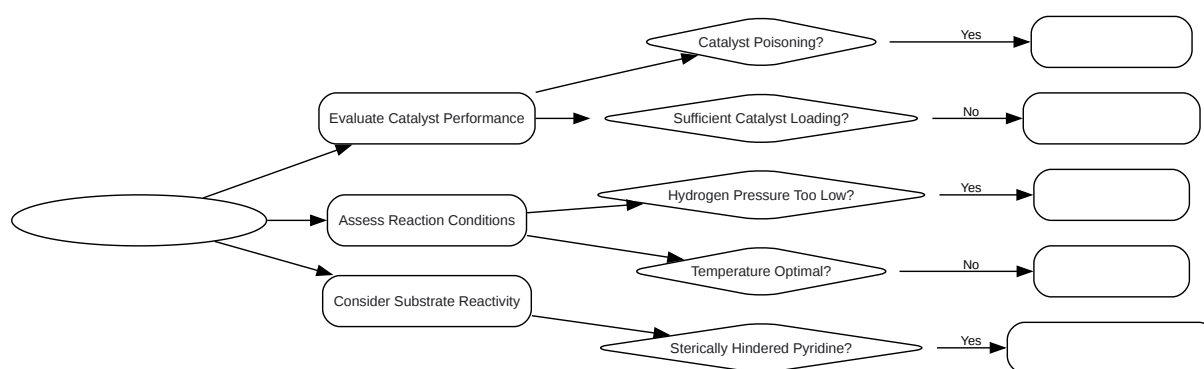 Catalyst Poisoning?
Yes
Evaluate Catalyst Performance
Sufficient Catalyst Loading?
No
Hydrogen Pressure Too Low?
Yes
Assess Reaction Conditions
Temperature Optimal?
No
Consider Substrate Reactivity
Sterically Hindered Pyridine?
Yes